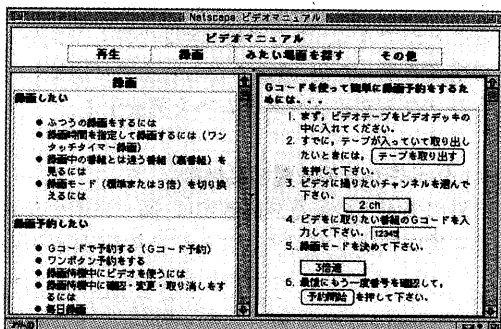 Netscape: ビデオマニュアル
ビデオマニュアル
再生 録画 みたい場面を探す その他
録画
録画したい
● ふつうの録画をするには
● 録画時間を指定して録画するには（ワン
タッチタイマー録画）
● 録画中の番組とは違う番組（裏番組）を
見るには
● 録画モード（標準または３倍）を切り換
えるには
録画予約したい
● Gコードで予約する（Gコード予約）
● ワンボタン予約をする
● 録画待機中にビデオを使うには
● 録画待機中に確認・変更・取り消しをす
るには
● 毎日録画
Gコードを使って簡単に録画予約をするた
めには．．．
1. まず，ビデオテープをビデオデッキの
中に入れてください．
2. すでに，テープが入っていて取り出し
たいときには， テープを取り出す
を押して下さい．
3. ビデオに撮りたいチャンネルを選んで
下さい．
2 ch
4. ビデオに取りたい番組のGコードを入
力して下さい． 12345
5. 録画モードを決めて下さい．
3倍速
6. 最後にもう一度番号を確認して，
予約開始 を押して下さい．